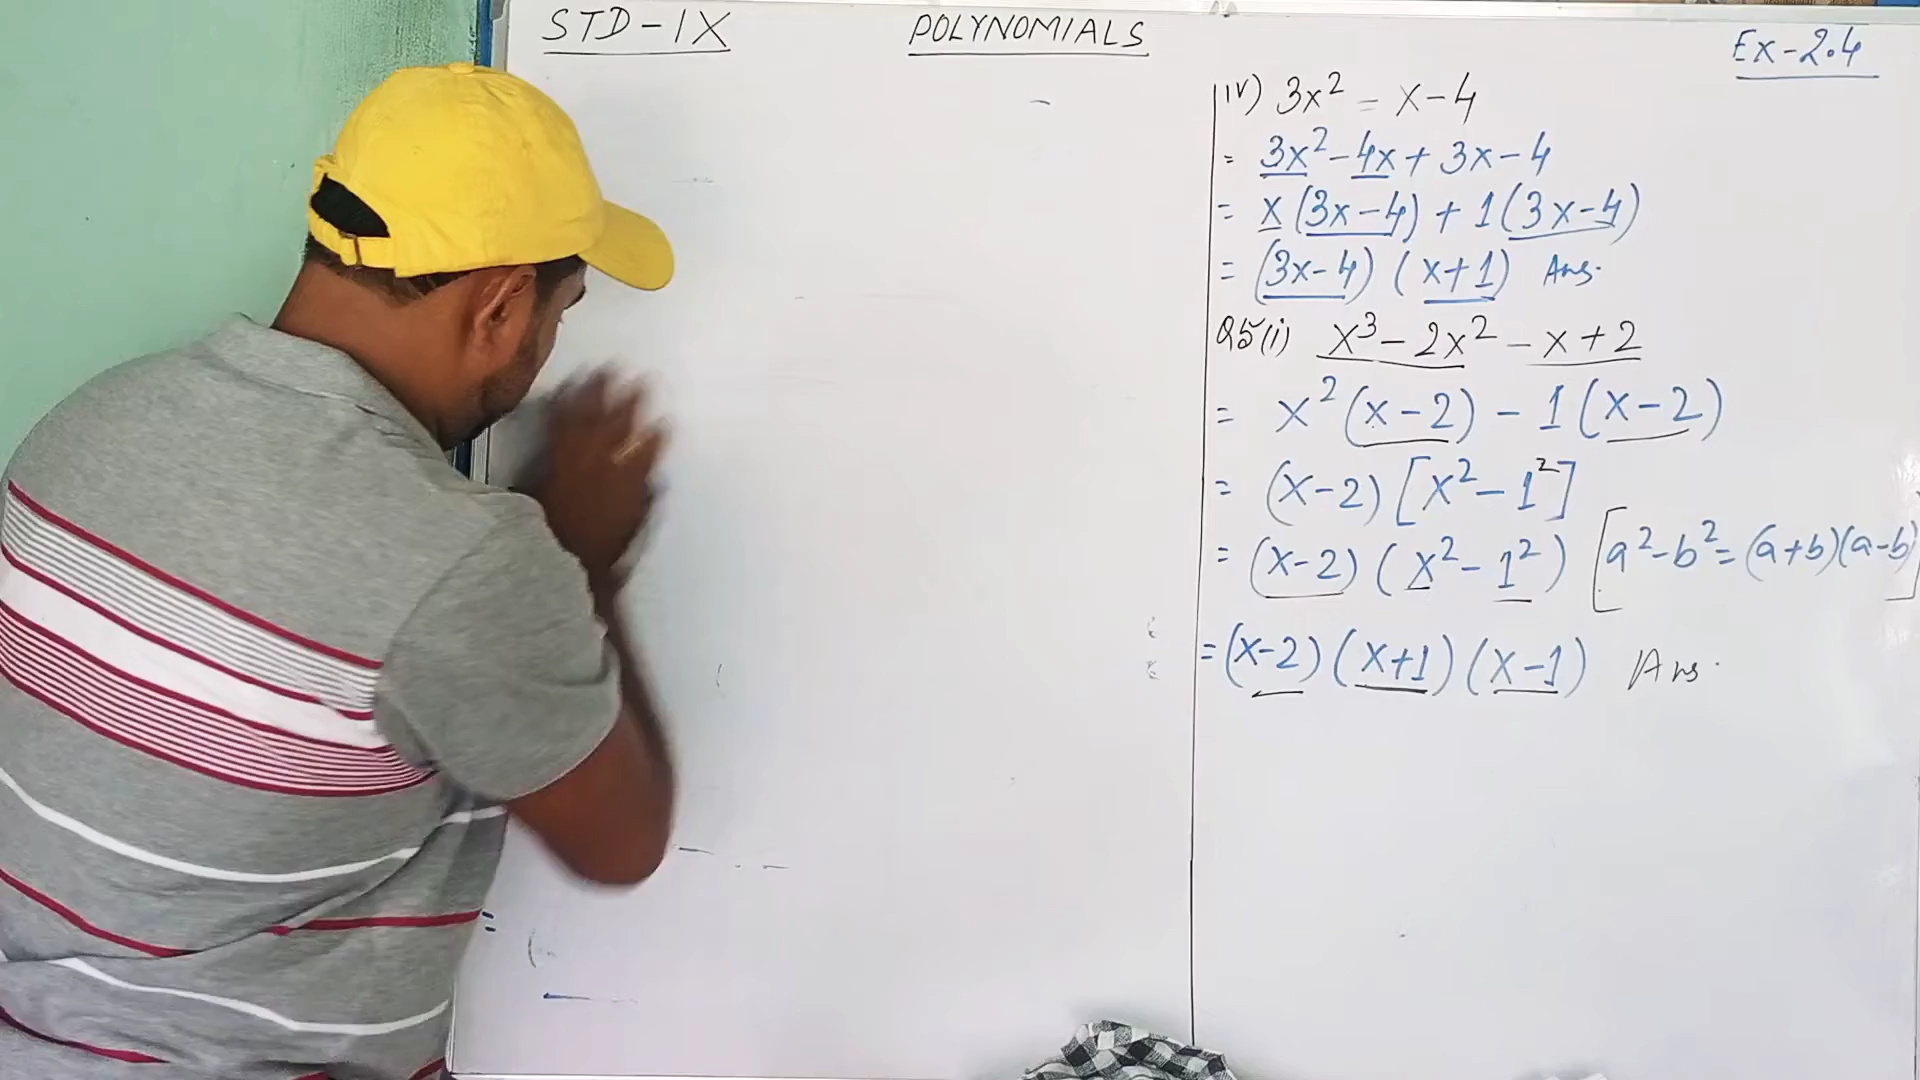 STD-IX
POLYNOMIALS
Ex-2.4
iv) 3x² - x-4
= 3x²-4x+3x-4
= x(3x-4)+1(3x-4)
= (3x-4) (x+1) Ans.
Q5(i) x³-2x²-x+2
= x²(x-2)-1(x-2)
= (x-2)[x²-1²]
= (x-2) (x²-1²) [a²-b²=(a+b)(a-b)]
= (x-2) (x+1) (x-1) Ans.